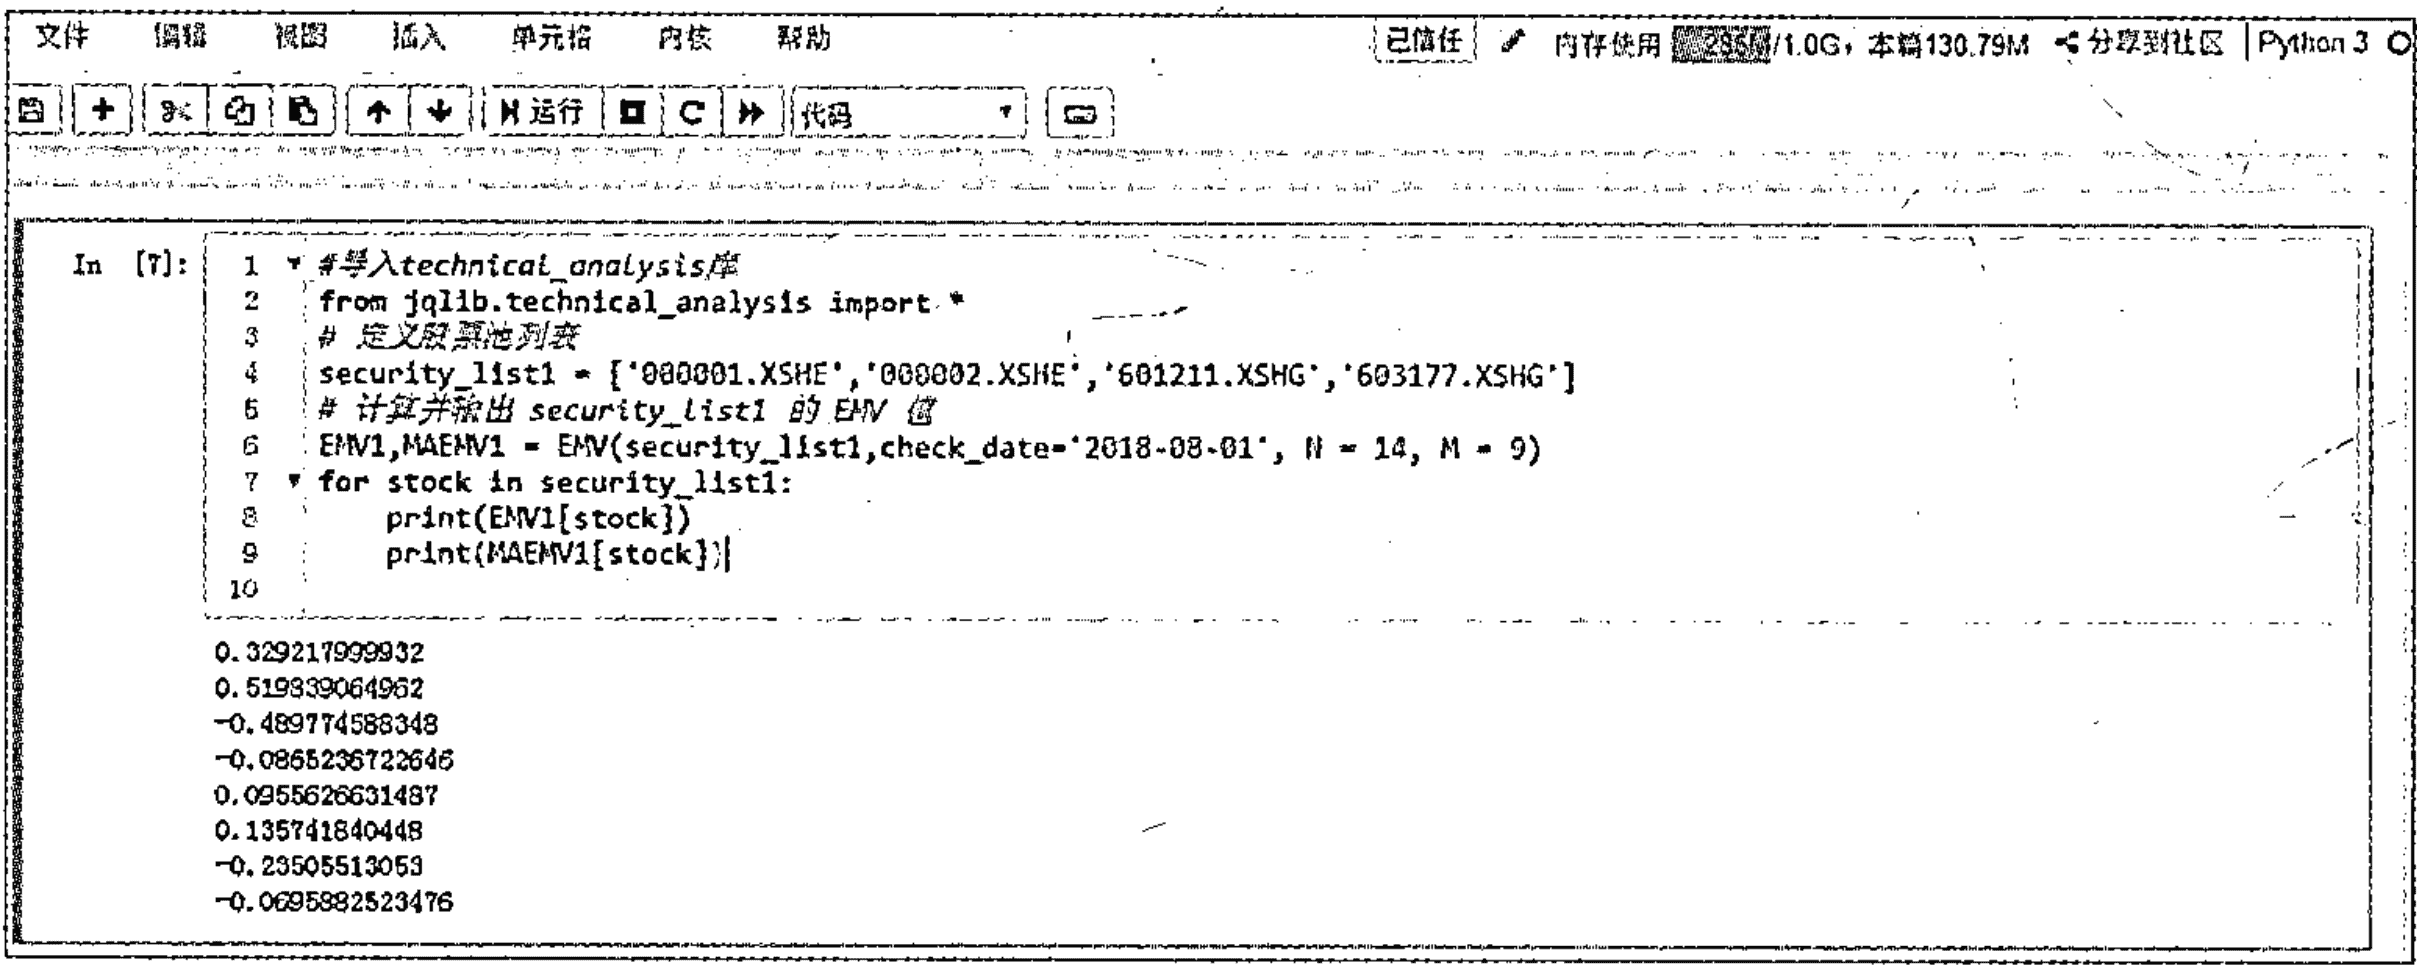 文件 编辑 视图 插入 单元格 内核 帮助 已信任 内存使用 /1.0G, 本篇130.79M 分享到社区 Python 3
运行 代码
In [7]:
1 #导入technical_analysis库
2 from jqlib.technical_analysis import *
3 # 定义股票池列表
4 security_list1 = ['000001.XSHE','000002.XSHE','601211.XSHG','603177.XSHG']
5 # 计算并输出 security_list1 的 EMV 值
6 EMV1,MAEMV1 = EMV(security_list1,check_date='2018-08-01', N = 14, M = 9)
7 for stock in security_list1:
8 print(EMV1[stock])
9 print(MAEMV1[stock])
10
0.329217999932
0.519839064962
-0.489774588348
-0.0865236722646
0.0955626631487
0.135741840448
-0.23505513053
-0.0695882523476